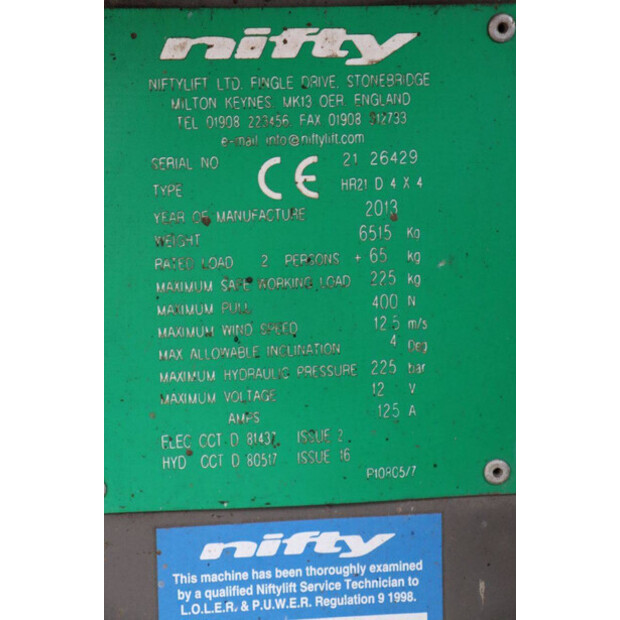 nifty
NIFTYLIFT LTD. FINGLE DRIVE, STONEBRIDGE
MILTON KEYNES, MK13 OER, ENGLAND
TEL 01908 223456, FAX 01908 312733
e-mail. info@niftylift.com
SERIAL NO 21 26429
TYPE CE HR21 D 4 X 4
YEAR OF MANUFACTURE 2013
WEIGHT 6515 Kg
RATED LOAD 2 PERSONS + 65 kg
MAXIMUM SAFE WORKING LOAD 225 kg
MAXIMUM PULL 400 N
MAXIMUM WIND SPEED 12.5 m/s
MAX ALLOWABLE INCLINATION 4 Deg
MAXIMUM HYDRAULIC PRESSURE 225 bar
MAXIMUM VOLTAGE 12 V
AMPS 125 A
ELEC CCT D 81437 ISSUE 2
HYD CCT D 80517 ISSUE 16
P10805/7
nifty
This machine has been thoroughly examined
by a qualified Niftylift Service Technician to
L.O.L.E.R. & P.U.W.E.R. Regulation 9 1998.